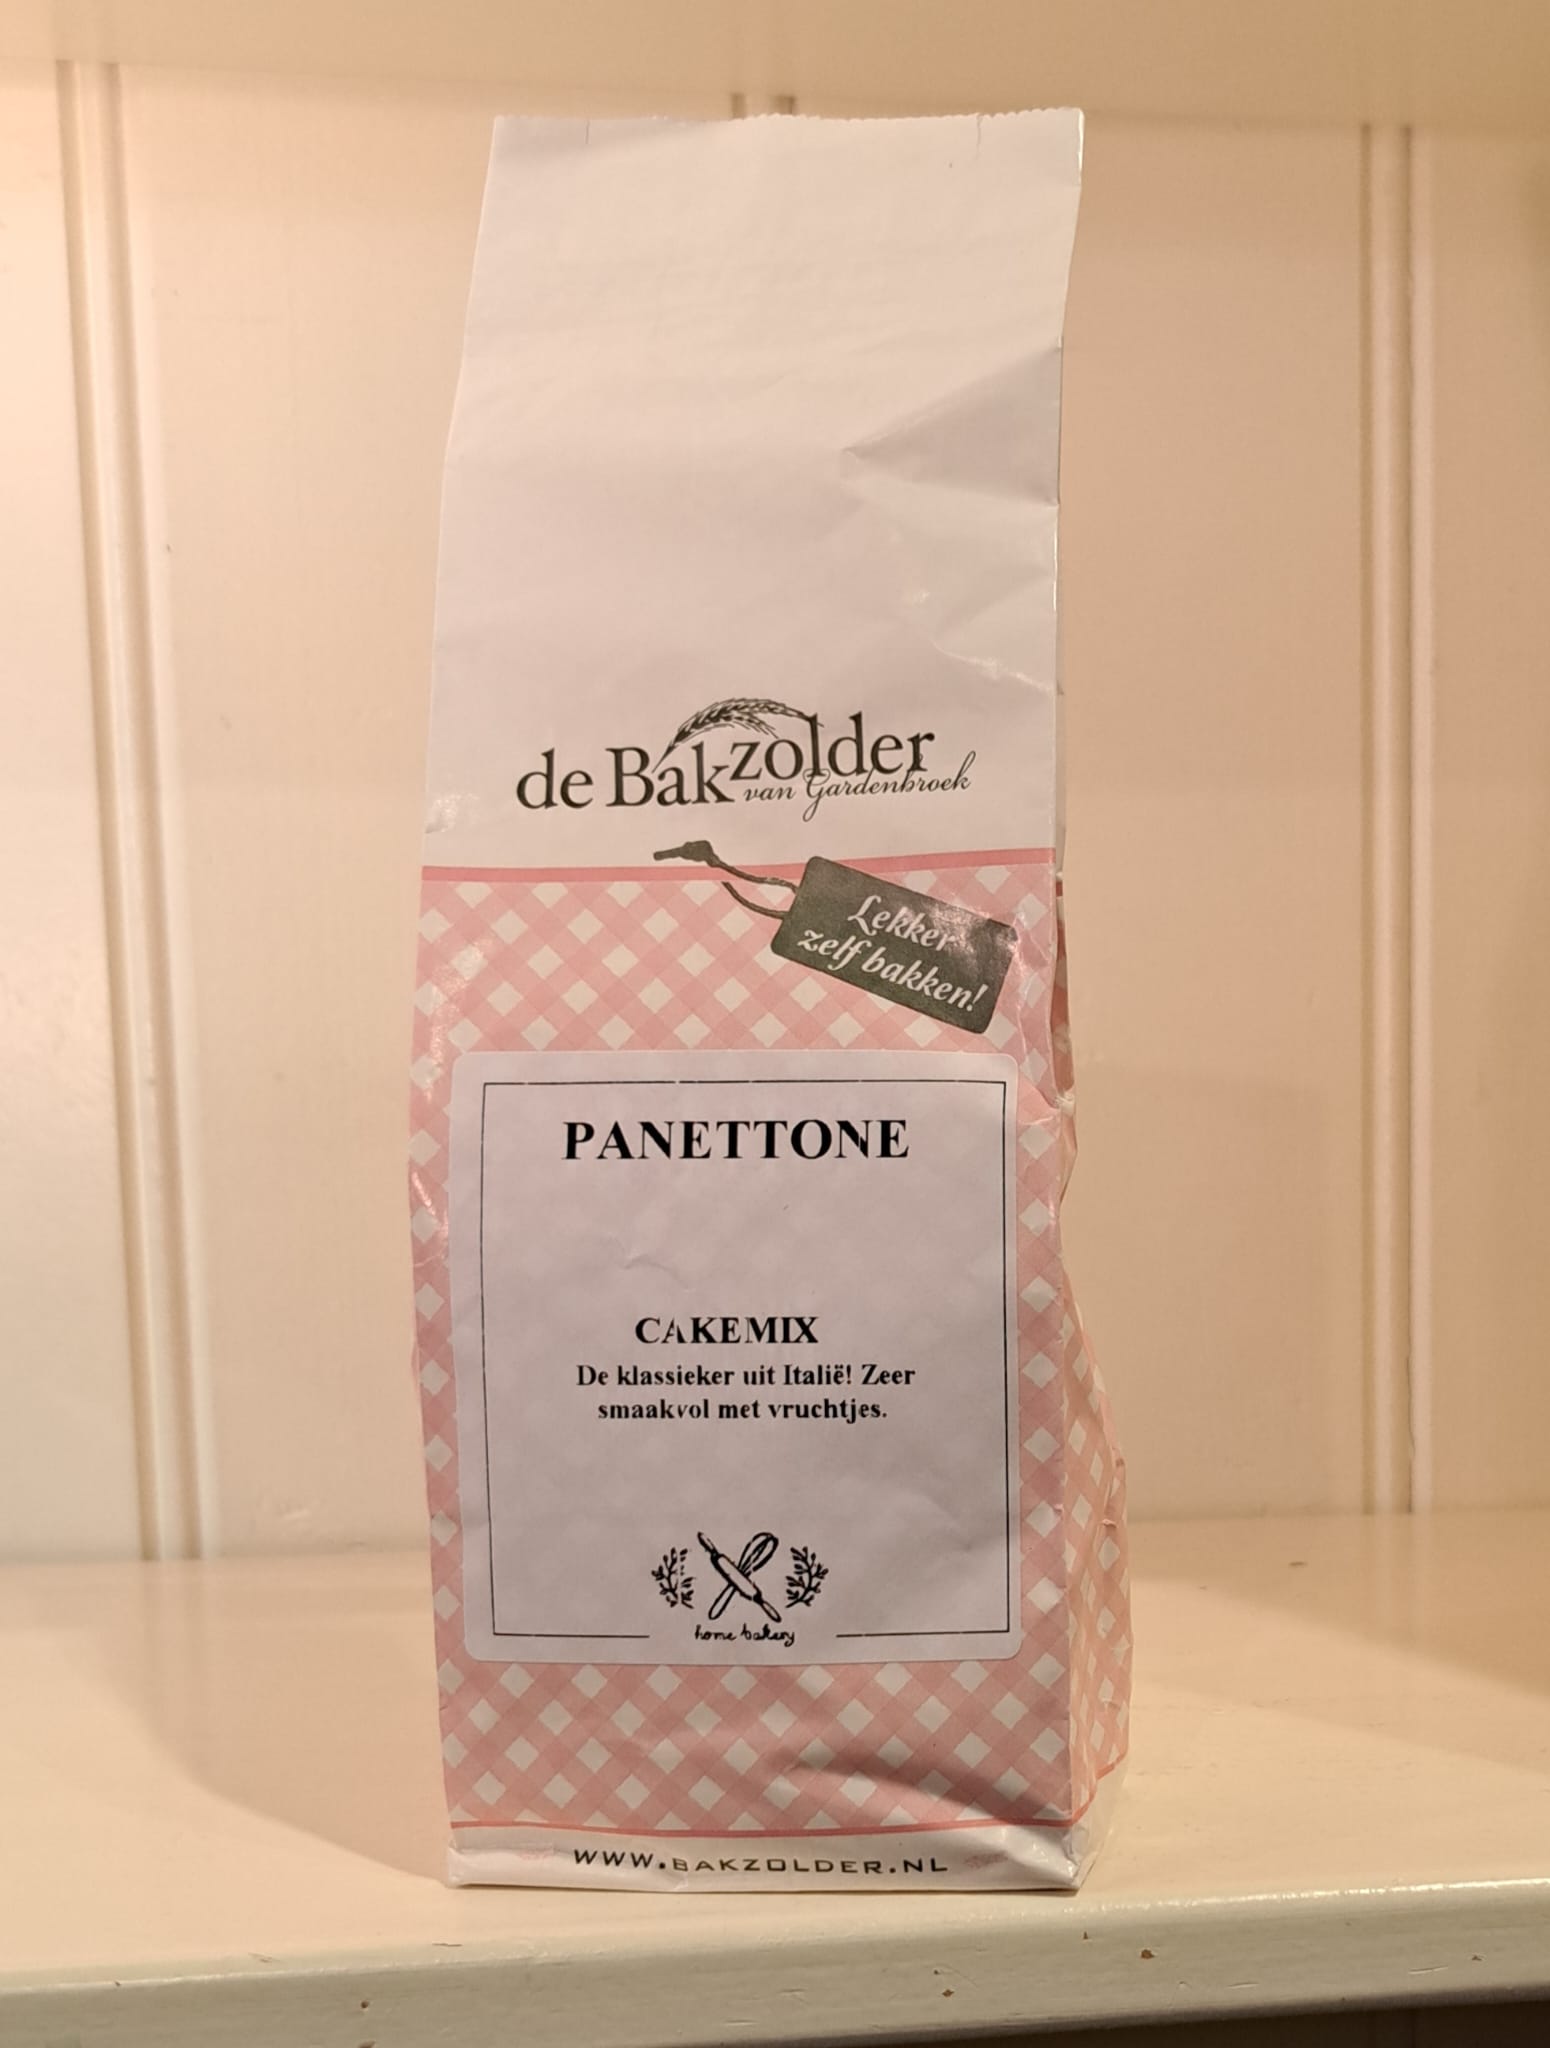 de Bakzolder
van Gardenbroek
Lekker
zelf bakken!
PANETTONE
CAKEMIX
De klassieker uit Italië! Zeer
smaakvol met vruchtjes.
home bakery
WWW.BAKZOLDER.NL